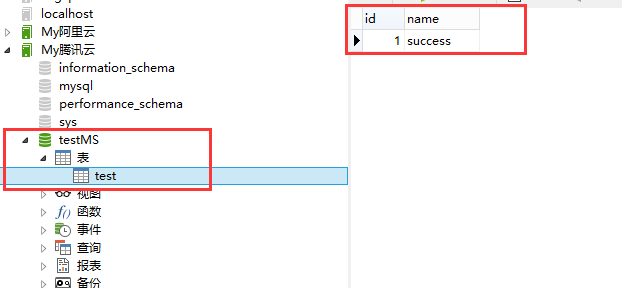 localhost
My阿里云
My腾讯云
information_schema
mysql
performance_schema
sys
testMS
表
test
视图
f() 函数
事件
查询
报表
备份
id name
1 success